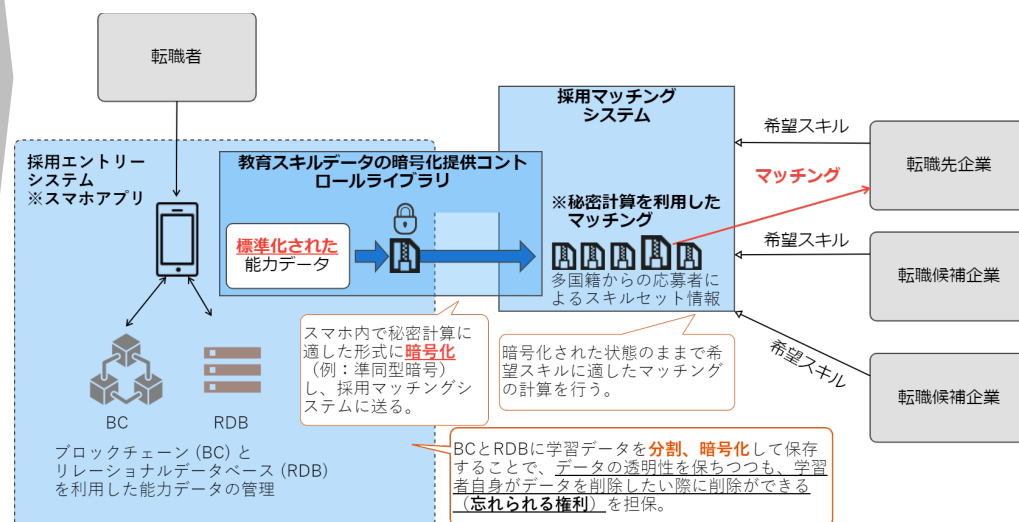 転職者
採用エントリー
システム
※スマホアプリ
教育スキルデータの暗号化提供コント
ロールライブラリ
標準化された
能力データ
採用マッチング
システム
※秘密計算を利用した
マッチング
多国籍からの応募者に
よるスキルセット情報
希望スキル
転職先企業
マッチング
希望スキル
転職候補企業
希望スキル
転職候補企業
スマホ内で秘密計算に
適した形式に暗号化
（例：準同型暗号）
し、採用マッチングシ
ステムに送る。
暗号化された状態のままで希
望スキルに適したマッチング
の計算を行う。
BC
RDB
ブロックチェーン (BC) と
リレーショナルデータベース (RDB)
を利用した能力データの管理
BCとRDBに学習データを分割、暗号化して保存
することで、データの透明性を保ちつつも、学習
者自身がデータを削除したい際に削除ができる
（忘れられる権利）を担保。